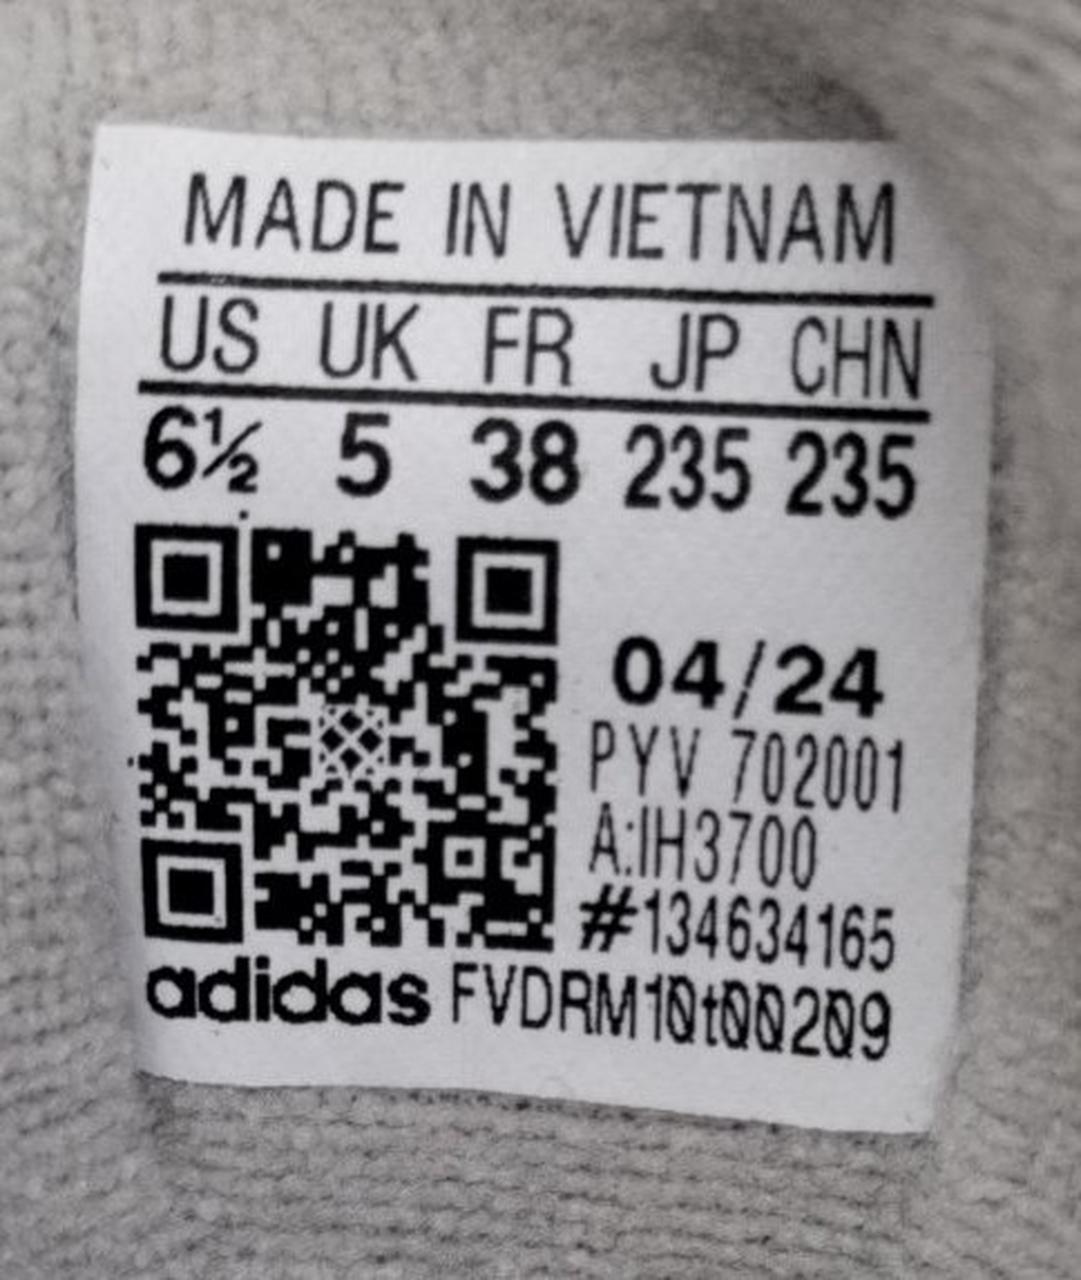 MADE IN VIETNAM
US UK FR JP CHN
6½ 5 38 235 235
04/24
PYV 702001
A:IH3700
#134634165
adidas FVDRM10t00209